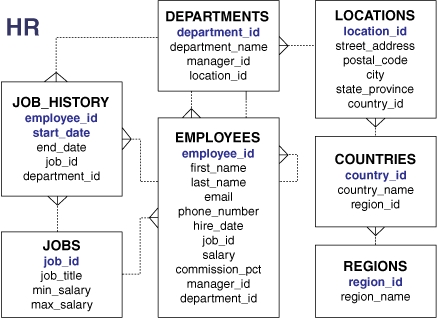 HR
DEPARTMENTS
department_id
department_name
manager_id
location_id
LOCATIONS
location_id
street_address
postal_code
city
state_province
country_id
JOB_HISTORY
employee_id
start_date
end_date
job_id
department_id
EMPLOYEES
employee_id
first_name
last_name
email
phone_number
hire_date
job_id
salary
commission_pct
manager_id
department_id
COUNTRIES
country_id
country_name
region_id
JOBS
job_id
job_title
min_salary
max_salary
REGIONS
region_id
region_name